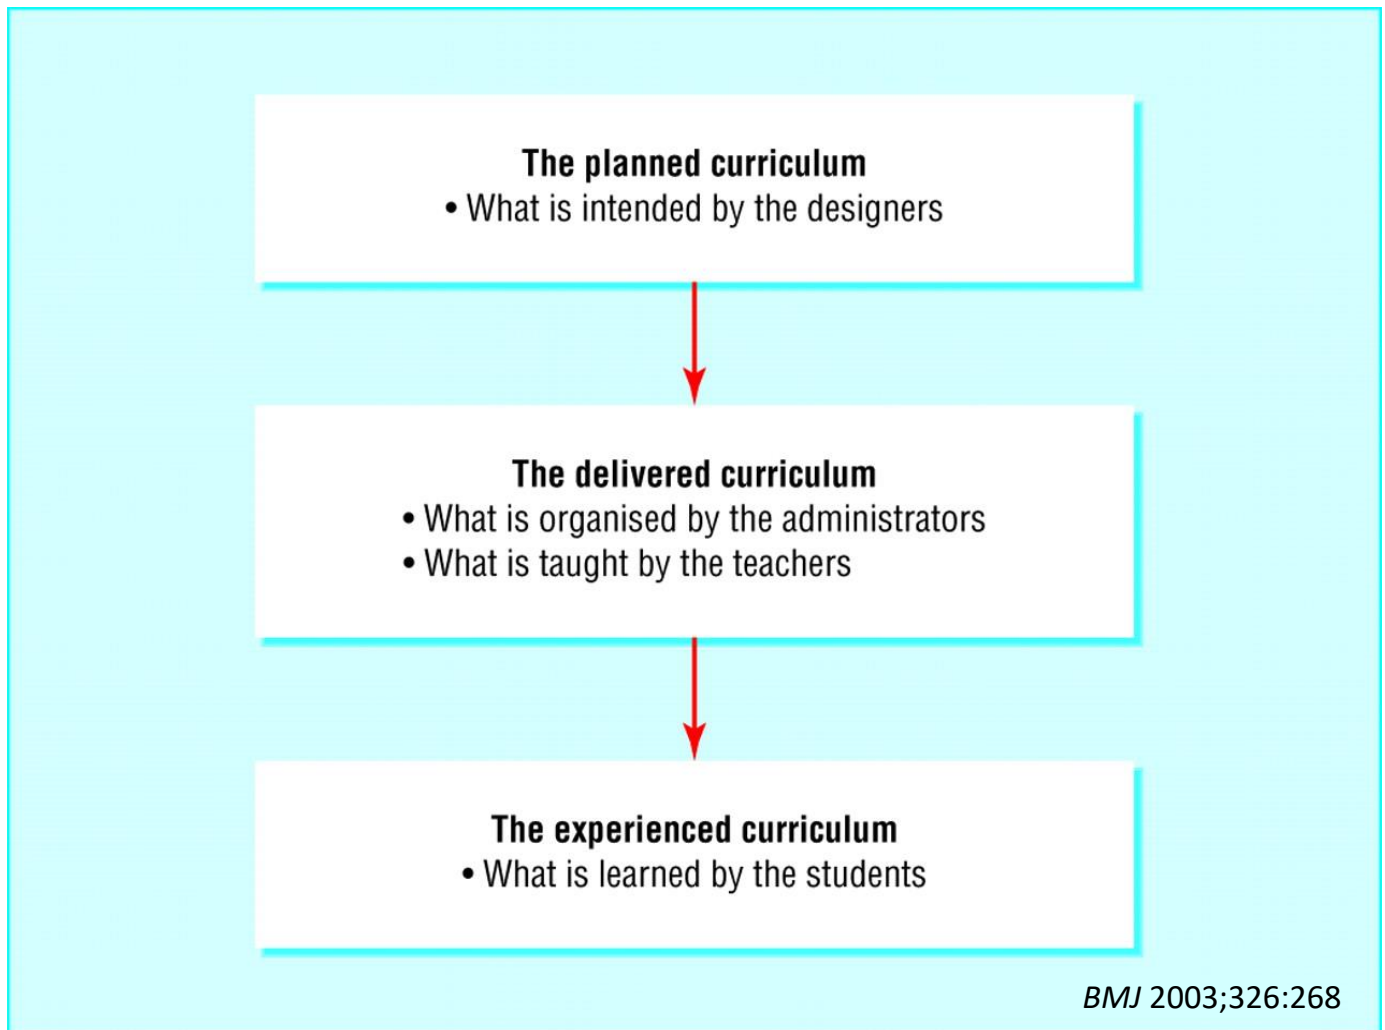 The planned curriculum
• What is intended by the designers
The delivered curriculum
• What is organised by the administrators
• What is taught by the teachers
The experienced curriculum
• What is learned by the students
BMJ 2003;326:268